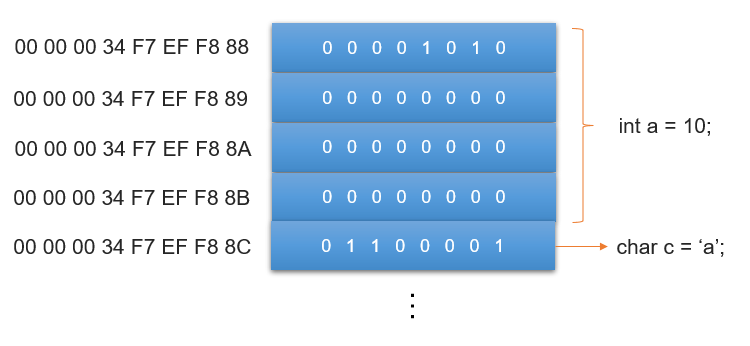 00 00 00 34 F7 EF F8 88 0 0 0 0 1 0 1 0
00 00 00 34 F7 EF F8 89 0 0 0 0 0 0 0 0
int a = 10;
00 00 00 34 F7 EF F8 8A 0 0 0 0 0 0 0 0
00 00 00 34 F7 EF F8 8B 0 0 0 0 0 0 0 0
00 00 00 34 F7 EF F8 8C 0 1 1 0 0 0 0 1 char c = ‘a’;